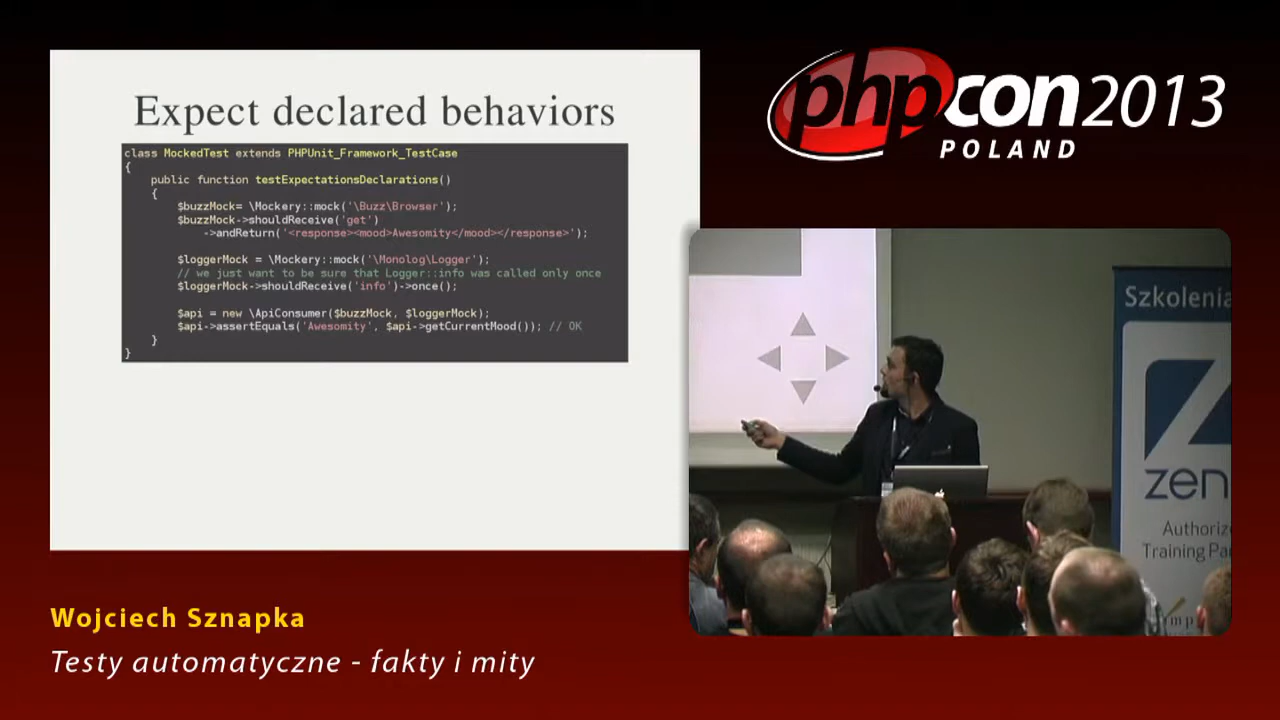 Expect declared behaviors
class MockedTest extends PHPUnit_Framework_TestCase
{
public function testExpectationsDeclarations()
{
$buzzMock= \Mockery::mock('\Buzz\Browser');
$buzzMock->shouldReceive('get')
->andReturn('<response><mood>Awesomity</mood></response>');
$loggerMock = \Mockery::mock('\Monolog\Logger');
// we just want to be sure that Logger::info was called only once
$loggerMock->shouldReceive('info')->once();
$api = new \ApiConsumer($buzzMock, $loggerMock);
$api->assertEquals('Awesomity', $api->getCurrentMood()); // OK
}
}
phpcon2013
POLAND
Szkolenia
zen
Authoriz
Training Pa
Wojciech Sznapka
Testy automatyczne - fakty i mity